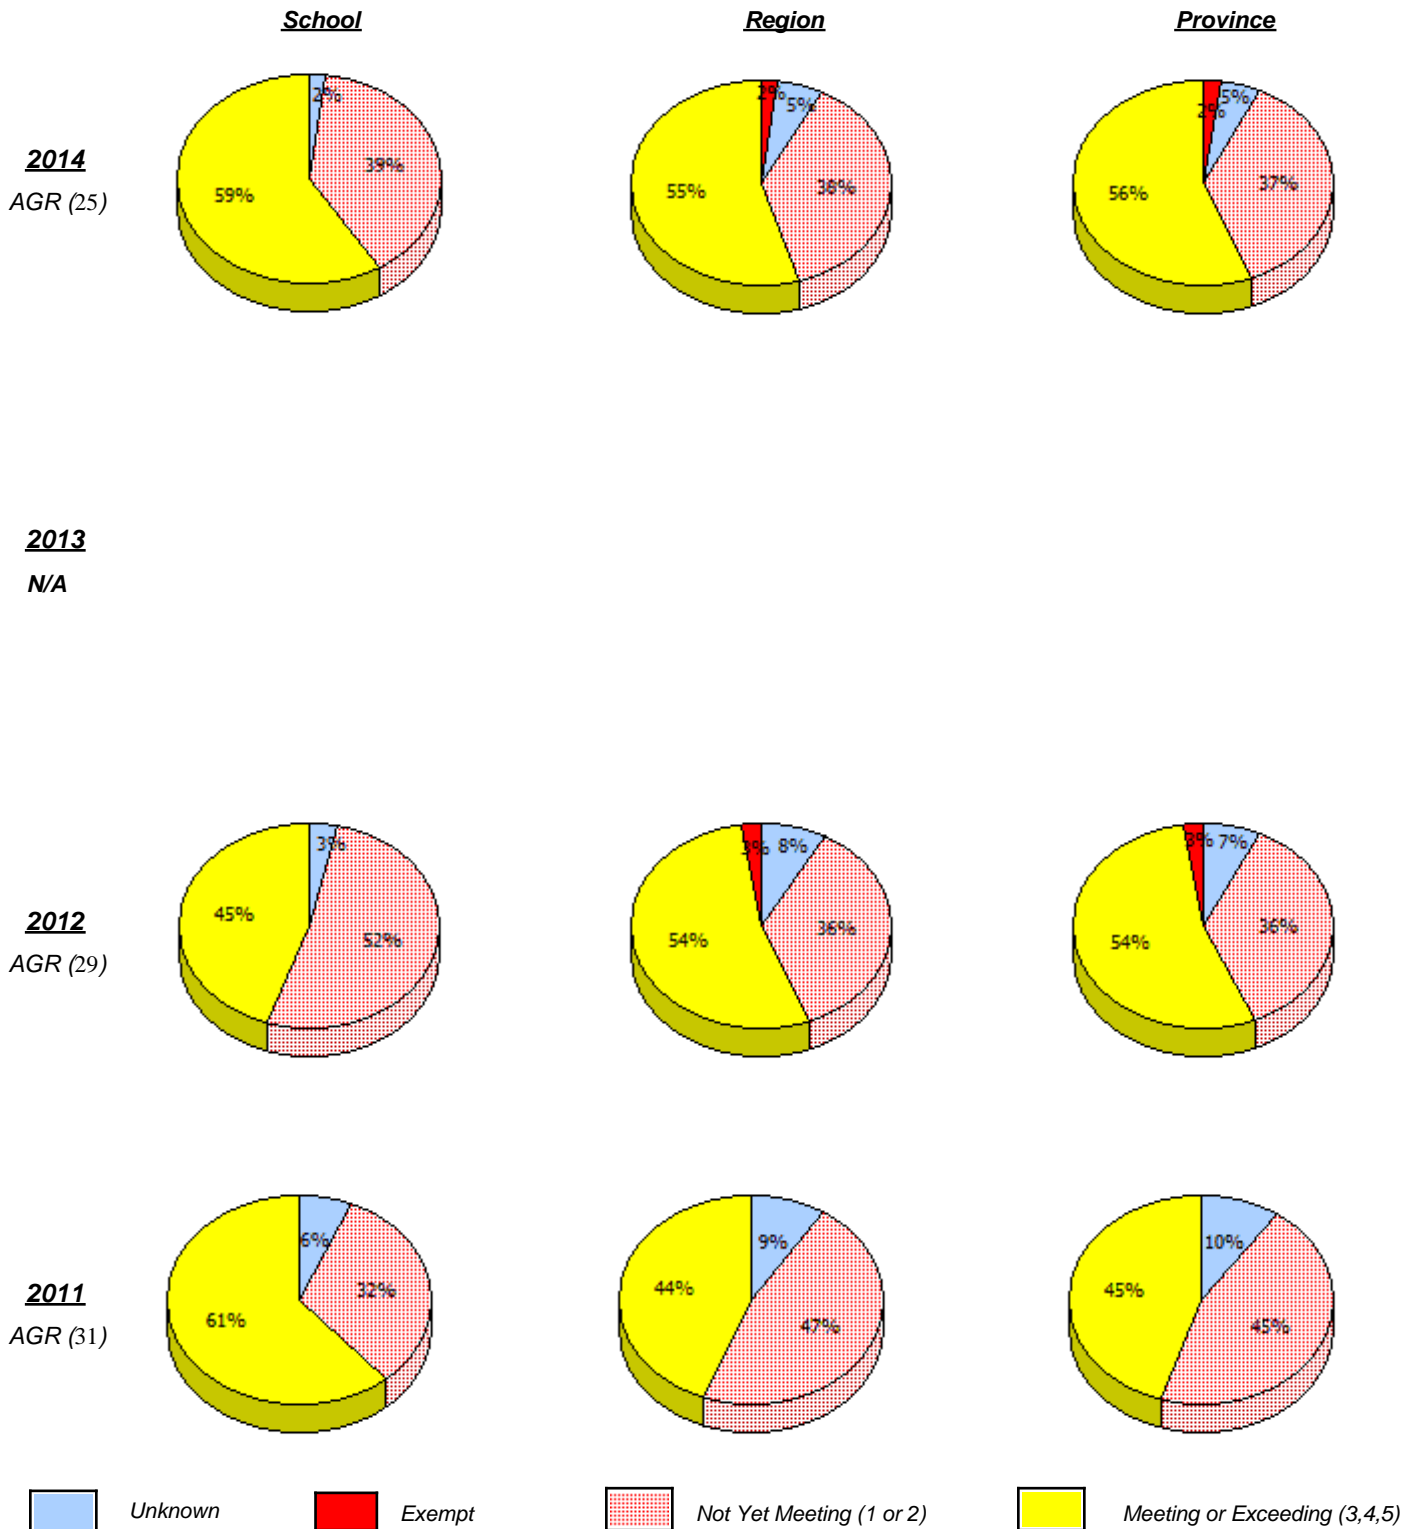 School Region Province
2% 39% 59%
2% 5% 38% 55%
2% 5% 37% 56%
2014
AGR (25)
2013
N/A
3% 52% 45%
3% 8% 36% 54%
3% 7% 36% 54%
2012
AGR (29)
6% 32% 61%
9% 47% 44%
10% 45% 45%
2011
AGR (31)
Unknown Exempt Not Yet Meeting (1 or 2) Meeting or Exceeding (3,4,5)